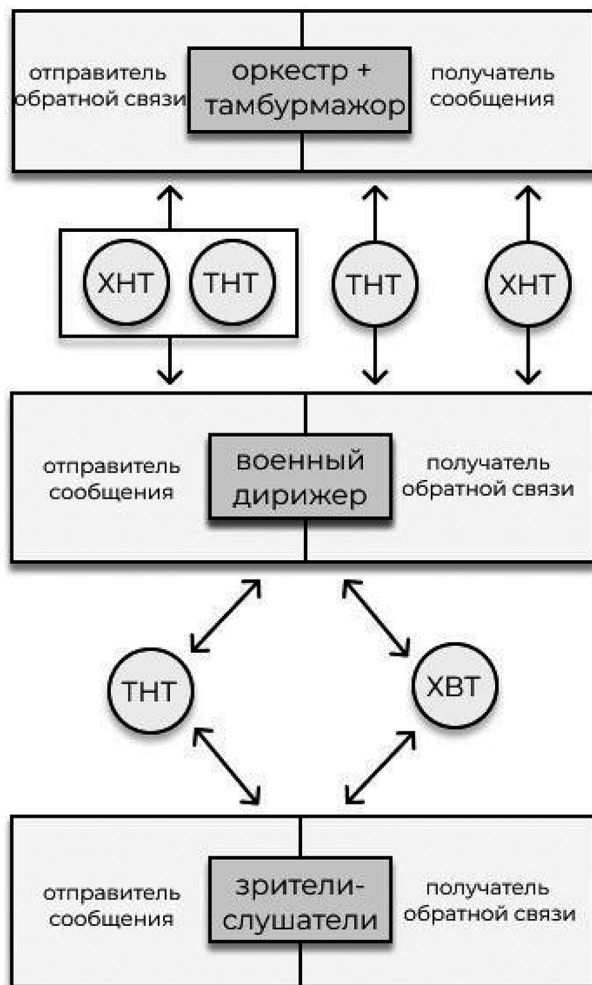 отправитель
обратной связи
оркестр +
тамбурмажор
получатель
сообщения
ХНТ
ТНТ
ТНТ
ХНТ
отправитель
сообщения
военный
дирижер
получатель
обратной связи
ТНТ
ХВТ
отправитель
сообщения
зрители-
слушатели
получатель
обратной связи